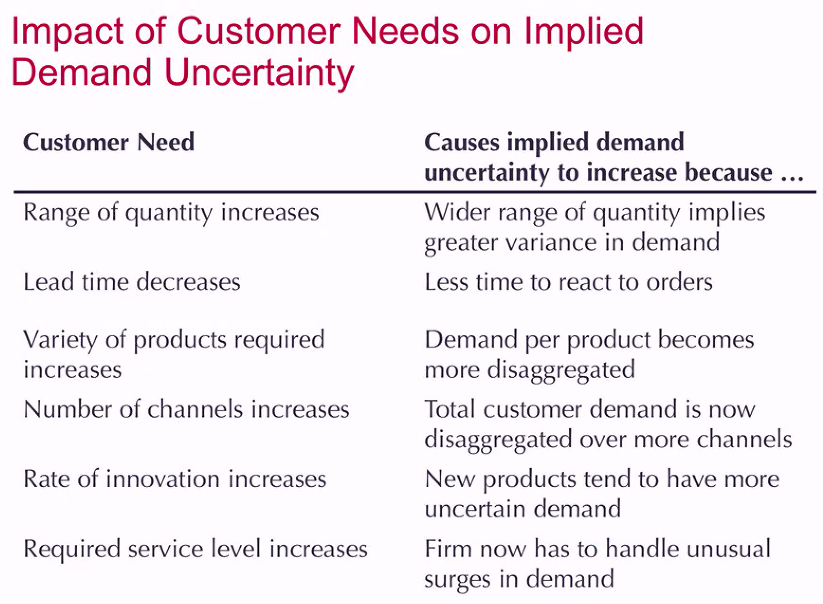 Impact of Customer Needs on Implied
Demand Uncertainty
Customer Need
Causes implied demand
uncertainty to increase because ...
Range of quantity increases
Wider range of quantity implies
greater variance in demand
Lead time decreases
Less time to react to orders
Variety of products required
increases
Demand per product becomes
more disaggregated
Number of channels increases
Total customer demand is now
disaggregated over more channels
Rate of innovation increases
New products tend to have more
uncertain demand
Required service level increases
Firm now has to handle unusual
surges in demand